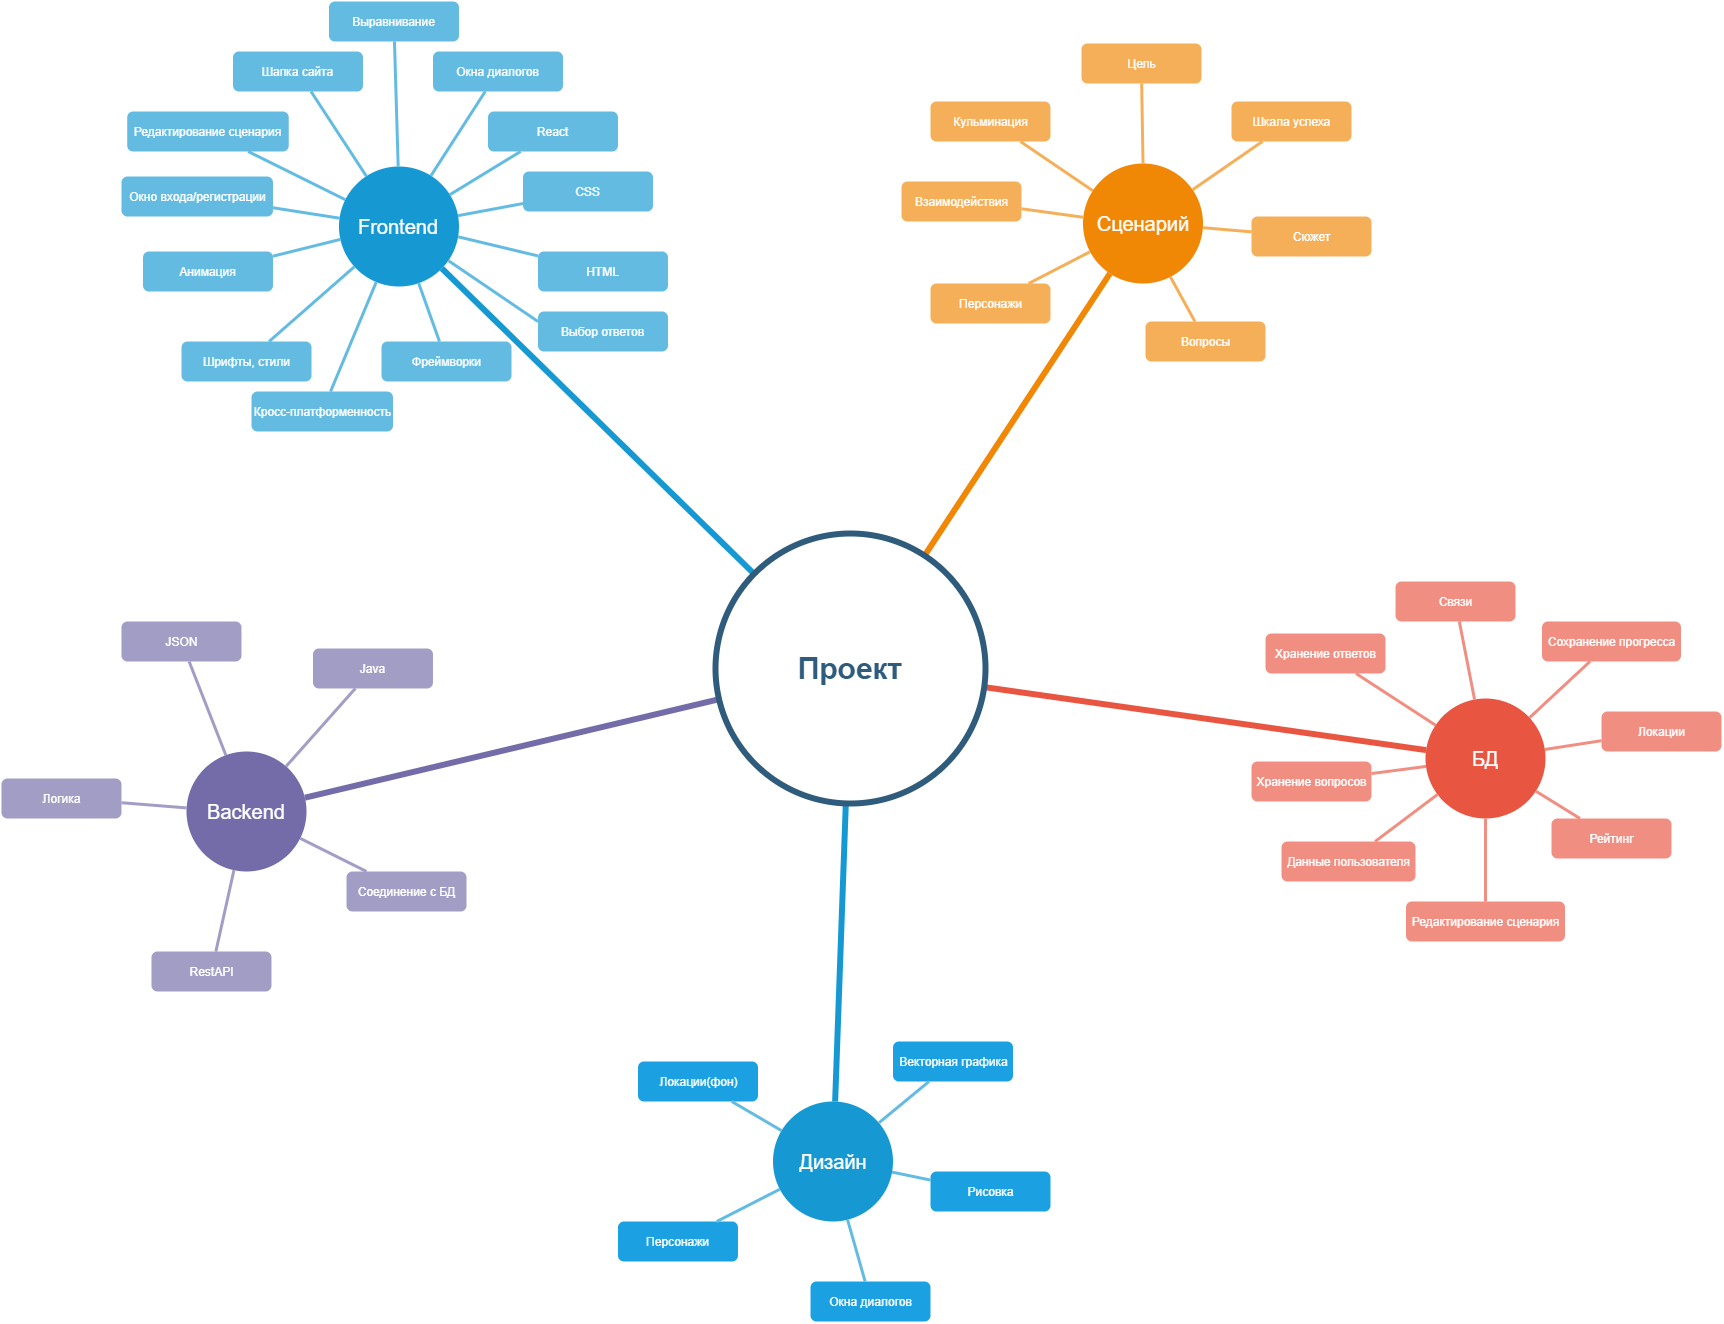 Выравнивание
Шапка сайта
Окна диалогов
Редактирование сценария
React
Окно входа/регистрации
CSS
Frontend
Анимация
HTML
Выбор ответов
Шрифты, стили
Фреймворки
Кросс-платформенность
Цель
Кульминация
Шкала успеха
Взаимодействия
Сценарий
Сюжет
Персонажи
Вопросы
Проект
JSON
Java
Логика
Backend
Соединение с БД
RestAPI
Связи
Хранение ответов
Сохранение прогресса
Локации
БД
Хранение вопросов
Рейтинг
Данные пользователя
Редактирование сценария
Векторная графика
Локации(фон)
Дизайн
Рисовка
Персонажи
Окна диалогов